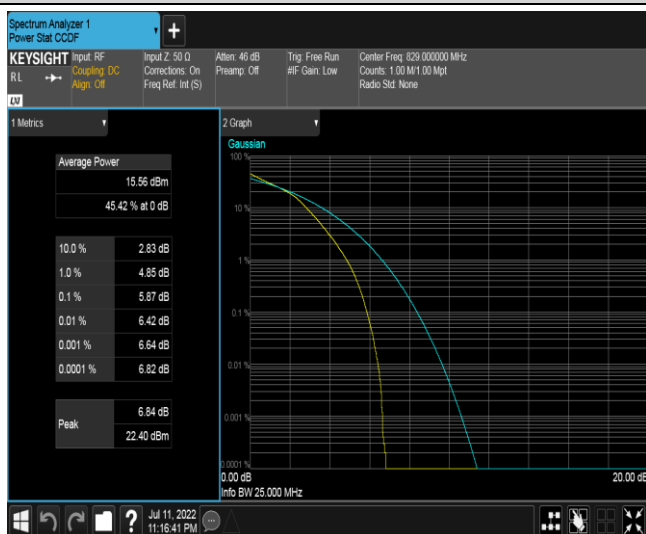 Spectrum Analyzer 1
Power Stat CCDF
+
KEYSIGHT
Input: RF
Coupling: DC
Align: Off
Input Z: 50 Ω
Corrections: On
Freq Ref: Int (S)
Atten: 46 dB
Preamp: Off
Trig: Free Run
#IF Gain: Low
Center Freq: 829.000000 MHz
Counts: 1.00 M/1.00 Mpt
Radio Std: None
R L
LXI
1 Metrics
Average Power
15.56 dBm
45.42 % at 0 dB
10.0 % 2.83 dB
1.0 % 4.85 dB
0.1 % 5.87 dB
0.01 % 6.42 dB
0.001 % 6.64 dB
0.0001 % 6.82 dB
Peak
6.84 dB
22.40 dBm
2 Graph
Gaussian
100 %
10 %
1 %
0.1 %
0.01 %
0.001 %
0.0001 %
0.00 dB
20.00 dB
Info BW 25.000 MHz
?
Jul 11, 2022
11:16:41 PM